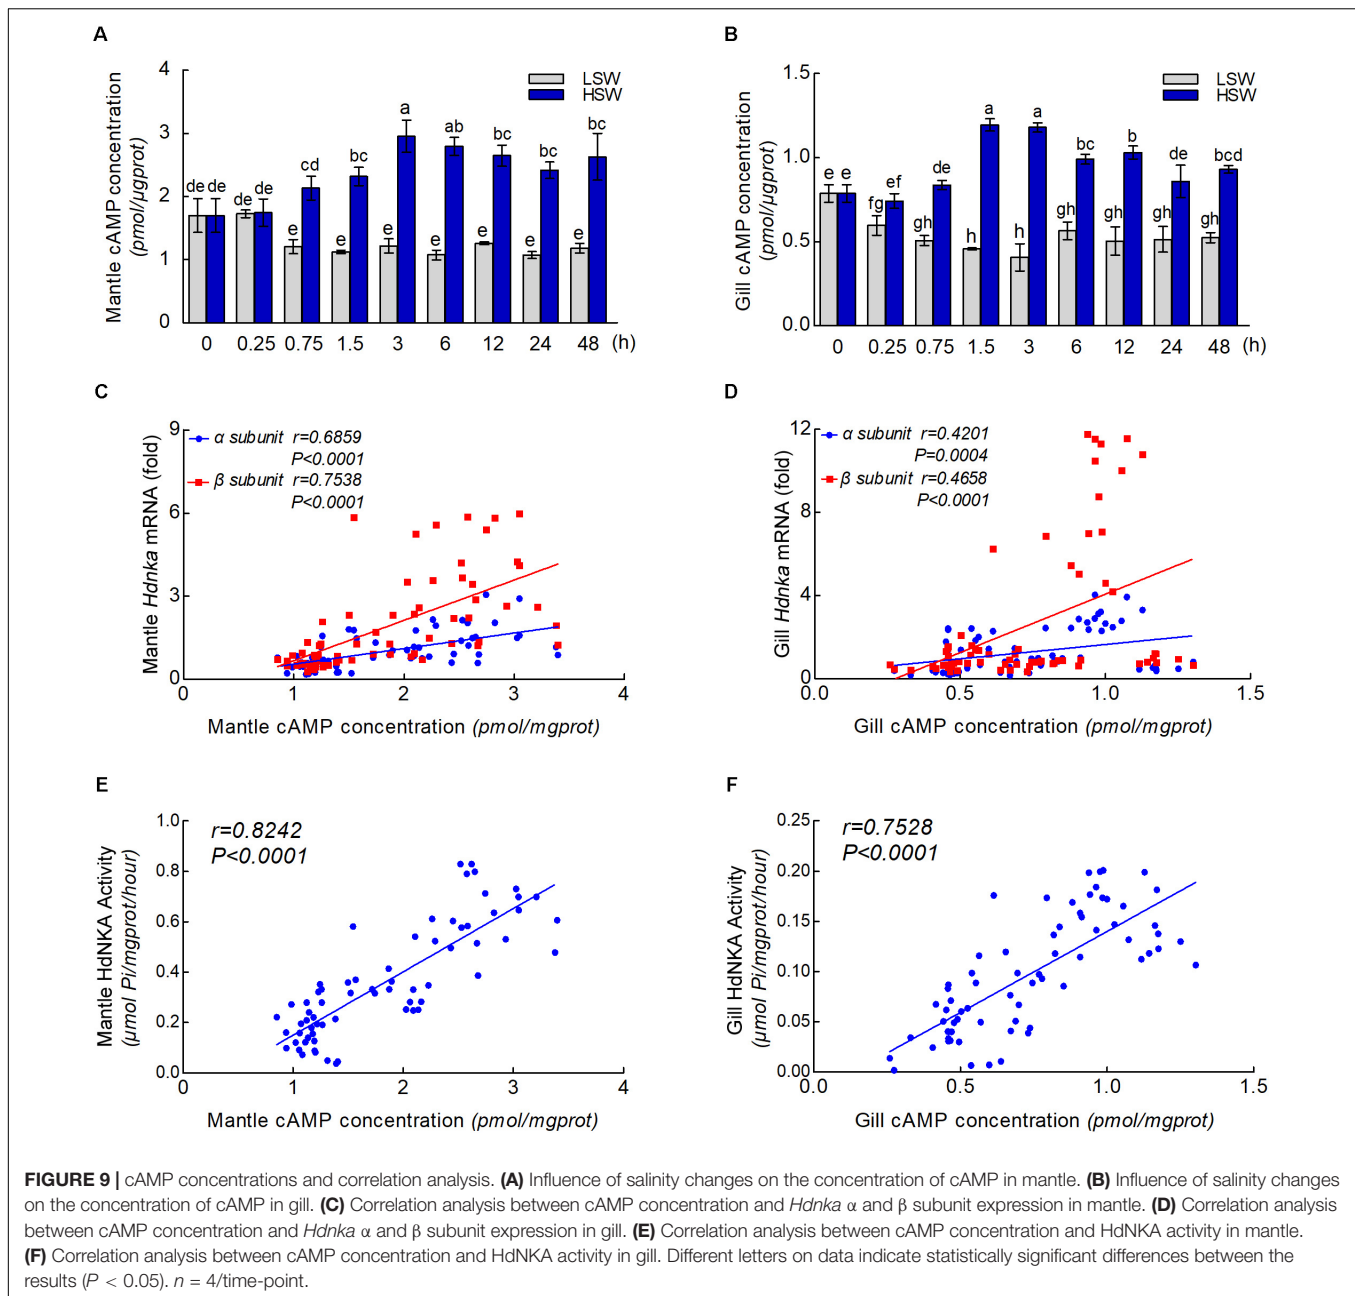 A
Mantle cAMP concentration
(pmol/μgprot)
4
3
2
1
0
LSW
HSW
de de
de
de
e
cd
e
bc
e
a
e
ab
e
bc
e
bc
e
bc
0 0.25 0.75 1.5 3 6 12 24 48 (h)
B
Gill cAMP concentration
(pmol/μgprot)
1.5
1.0
0.5
0.0
LSW
HSW
e e
fg
ef
gh
de
h
a
h
a
gh
bc
gh
b
gh
de
gh
bcd
0 0.25 0.75 1.5 3 6 12 24 48 (h)
C
Mantle Hdnka mRNA (fold)
9
6
3
0
α subunit r=0.6859
P<0.0001
β subunit r=0.7538
P<0.0001
0 1 2 3 4
Mantle cAMP concentration (pmol/mgprot)
D
Gill Hdnka mRNA (fold)
12
8
4
0
α subunit r=0.4201
P=0.0004
β subunit r=0.4658
P<0.0001
0.0 0.5 1.0 1.5
Gill cAMP concentration (pmol/mgprot)
E
Mantle HdNKA Activity
(μmol Pi/mgprot/hour)
1.0
0.8
0.6
0.4
0.2
0.0
r=0.8242
P<0.0001
0 1 2 3 4
Mantle cAMP concentration (pmol/mgprot)
F
Gill HdNKA Activity
(μmol Pi/mgprot/hour)
0.25
0.20
0.15
0.10
0.05
0.00
r=0.7528
P<0.0001
0.0 0.5 1.0 1.5
Gill cAMP concentration (pmol/mgprot)
FIGURE 9 | cAMP concentrations and correlation analysis. (A) Influence of salinity changes on the concentration of cAMP in mantle. (B) Influence of salinity changes
on the concentration of cAMP in gill. (C) Correlation analysis between cAMP concentration and Hdnka α and β subunit expression in mantle. (D) Correlation analysis
between cAMP concentration and Hdnka α and β subunit expression in gill. (E) Correlation analysis between cAMP concentration and HdNKA activity in mantle.
(F) Correlation analysis between cAMP concentration and HdNKA activity in gill. Different letters on data indicate statistically significant differences between the
results (P < 0.05). n = 4/time-point.